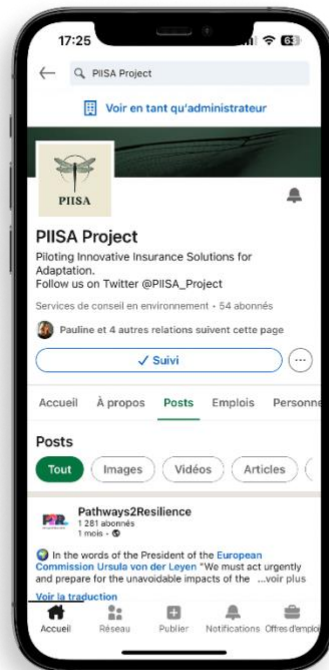 17:25
63
PIISA Project
Voir en tant qu'administrateur
PIISA
PIISA Project
Piloting Innovative Insurance Solutions for
Adaptation.
Follow us on Twitter @PIISA_Project
Services de conseil en environnement • 54 abonnés
Pauline et 4 autres relations suivent cette page
✓ Suivi
Accueil À propos Posts Emplois Personne
Posts
Tout Images Vidéos Articles
P2R
Pathways2Resilience
1 281 abonnés
1 mois •
In the words of the President of the European
Commission Ursula von der Leyen "We must act urgently
and prepare for the unavoidable impacts of the ...voir plus
Voir la traduction
Accueil Réseau Publier Notifications Offres d'emploi